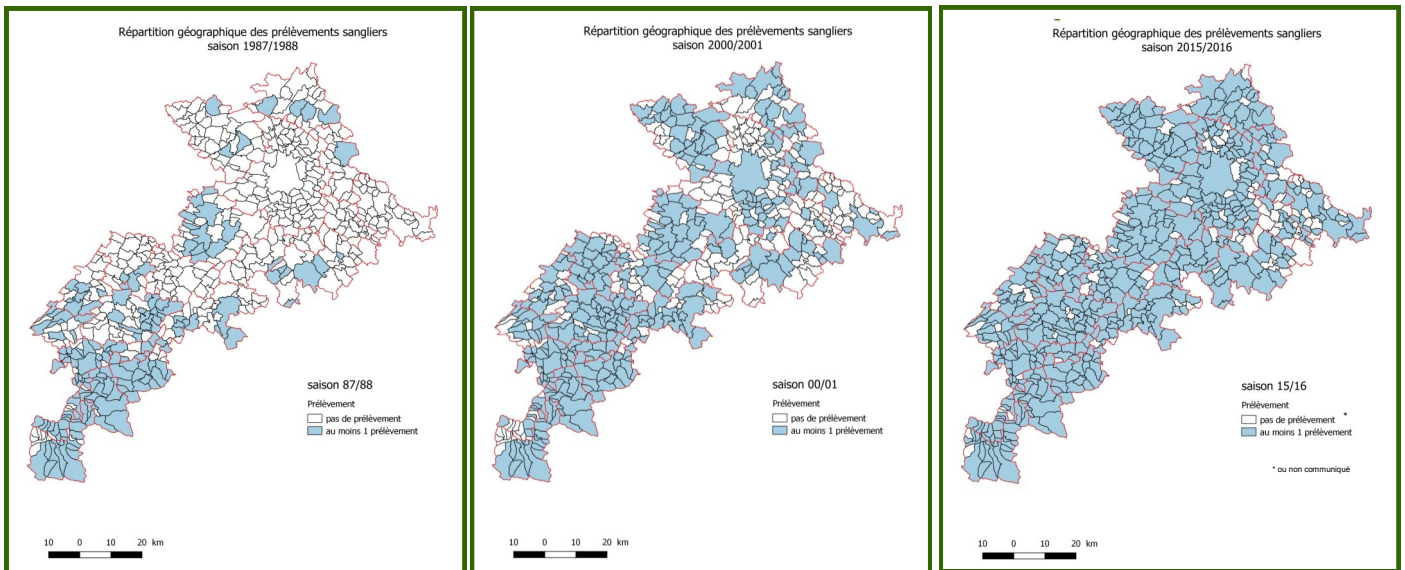 Répartition géographique des prélèvements sangliers
saison 1987/1988
saison 87/88
Prélèvement
pas de prélèvement
au moins 1 prélèvement
10 0 10 20 km
Répartition géographique des prélèvements sangliers
saison 2000/2001
saison 00/01
Prélèvement
pas de prélèvement
au moins 1 prélèvement
10 0 10 20 km
Répartition géographique des prélèvements sangliers
saison 2015/2016
saison 15/16
Prélèvement
pas de prélèvement *
au moins 1 prélèvement
* ou non communiqué
10 0 10 20 km